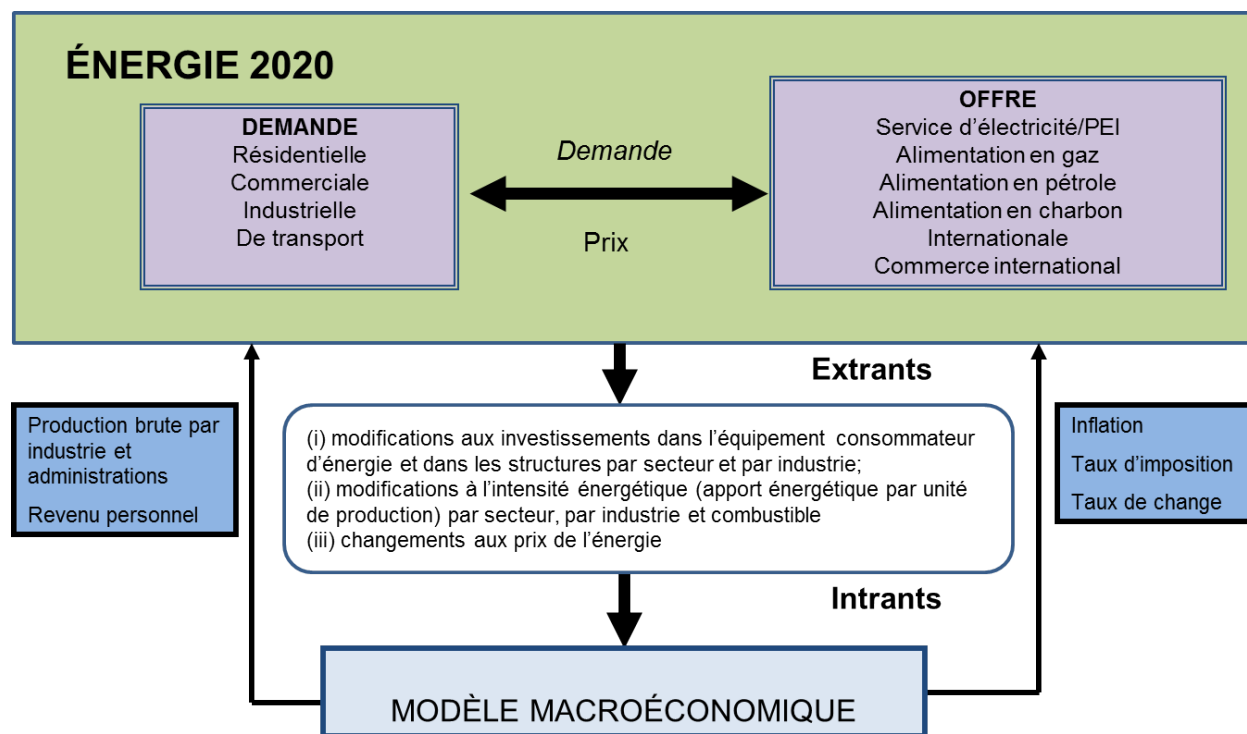 ÉNERGIE 2020
DEMANDE
Résidentielle
Commerciale
Industrielle
De transport
Demande
Prix
OFFRE
Service d'électricité/PEI
Alimentation en gaz
Alimentation en pétrole
Alimentation en charbon
Internationale
Commerce international
Extrants
Production brute par
industrie et
administrations
Revenu personnel
(i) modifications aux investissements dans l'équipement consommateur
d'énergie et dans les structures par secteur et par industrie;
(ii) modifications à l'intensité énergétique (apport énergétique par unité
de production) par secteur, par industrie et combustible
(iii) changements aux prix de l'énergie
Inflation
Taux d'imposition
Taux de change
Intrants
MODÈLE MACROÉCONOMIQUE